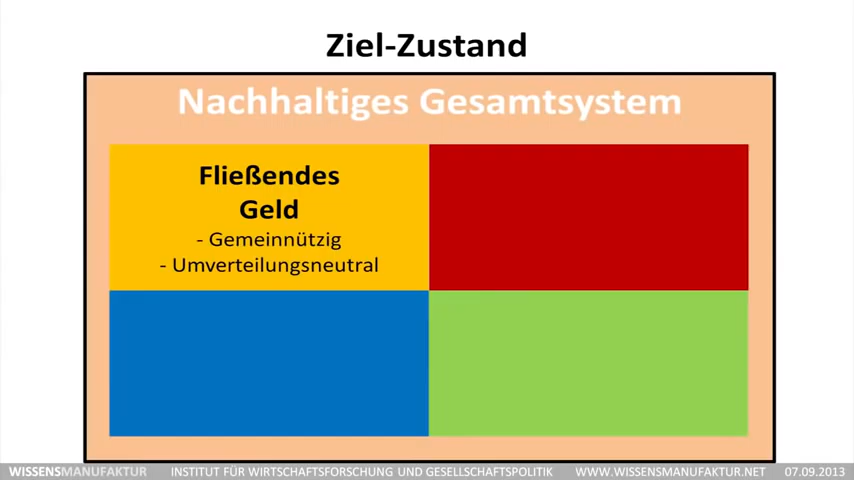 Ziel-Zustand
Nachhaltiges Gesamtsystem
Fließendes
Geld
- Gemeinnützig
- Umverteilungsneutral
WISSENSMANUFAKTUR INSTITUT FÜR WIRTSCHAFTSFORSCHUNG UND GESELLSCHAFTSPOLITIK WWW.WISSENSMANUFAKTUR.NET 07.09.2013